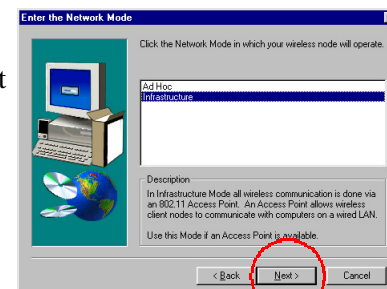 Enter the Network Mode
Click the Network Mode in which your wireless node will operate.
t
Ad Hoc
Infrastructure
Description
In Infrastructure Mode all wireless communication is done via
an 802.11 Access Point. An Access Point allows wireless
client nodes to communicate with computers on a wired LAN.
Use this Mode if an Access Point is available.
< Back
Next >
Cancel